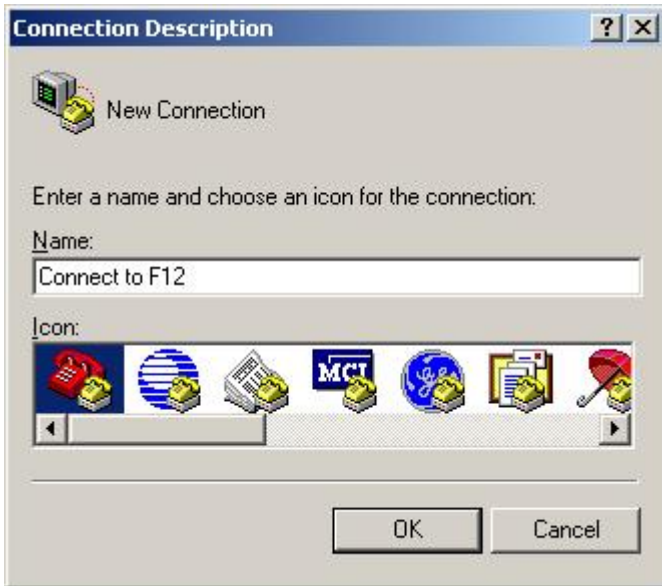 Connection Description
New Connection
Enter a name and choose an icon for the connection:
Name:
Connect to F12
Icon:
MCI
OK
Cancel